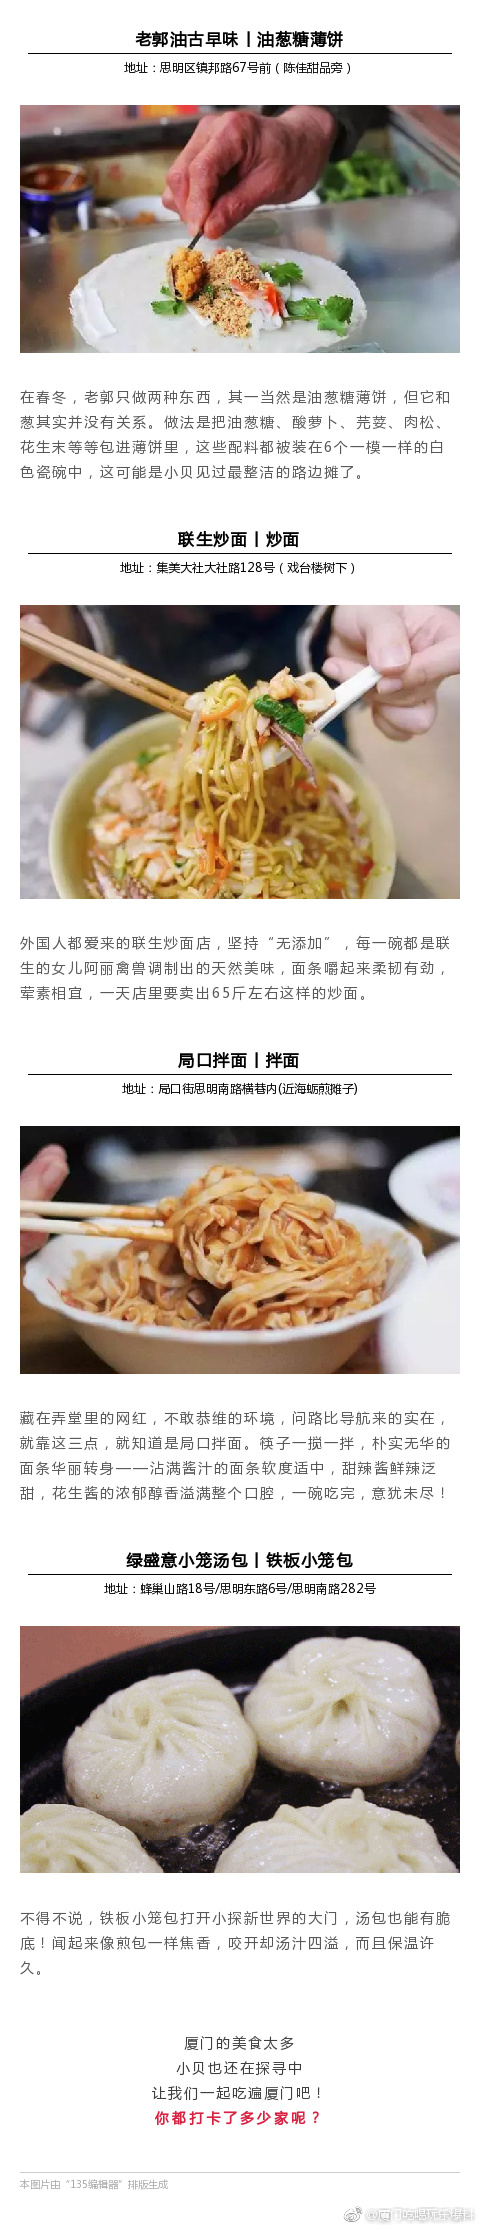 老郭油古早味丨油葱糖薄饼
地址：思明区镇邦路67号前（陈佳甜品旁）
在春冬，老郭只做两种东西，其一当然是油葱糖薄饼，但它和
葱其实并没有关系。做法是把油葱糖、酸萝卜、芫荽、肉松、
花生末等等包进薄饼里，这些配料都被装在6个一模一样的白
色瓷碗中，这可能是小贝见过最整洁的路边摊了。
联生炒面丨炒面
地址：集美大社大社路128号（戏台楼树下）
外国人都爱来的联生炒面店，坚持“无添加”，每一碗都是联
生的女儿阿丽禽兽调制出的天然美味，面条嚼起来柔韧有劲，
荤素相宜，一天店里要卖出65斤左右这样的炒面。
局口拌面丨拌面
地址：局口街思明南路横巷内(近海蛎煎摊子)
藏在弄堂里的网红，不敢恭维的环境，问路比导航来的实在，
就靠这三点，就知道是局口拌面。筷子一搅一拌，朴实无华的
面条华丽转身——沾满酱汁的面条软度适中，甜辣酱鲜辣泛
甜，花生酱的浓郁醇香溢满整个口腔，一碗吃完，意犹未尽！
绿盛意小笼汤包丨铁板小笼包
地址：蜂巢山路18号/思明东路6号/思明南路282号
不得不说，铁板小笼包打开小探新世界的大门，汤包也能有脆
底！闻起来像煎包一样焦香，咬开却汤汁四溢，而且保温许
久。
厦门的美食太多
小贝也还在探寻中
让我们一起吃遍厦门吧！
你都打卡了多少家呢？
本图片由“135编辑器”排版生成
@厦门吃喝玩乐爆料